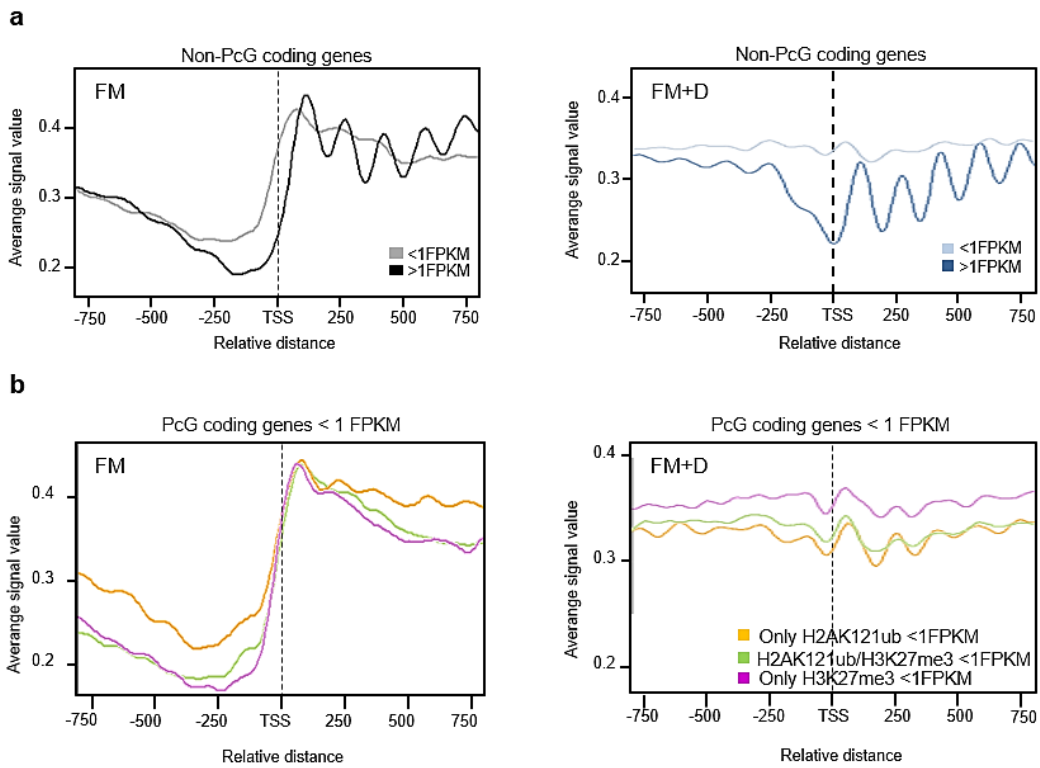 a
Non-PcG coding genes
FM
Averange signal value
0.4
0.3
0.2
<1FPKM
>1FPKM
-750 -500 -250 TSS 250 500 750
Relative distance
Non-PcG coding genes
FM+D
Averange signal value
0.4
0.3
0.2
<1FPKM
>1FPKM
-750 -500 -250 TSS 250 500 750
Relative distance
b
PcG coding genes < 1 FPKM
FM
Averange signal value
0.4
0.3
0.2
-750 -500 -250 TSS 250 500 750
Relative distance
PcG coding genes < 1 FPKM
FM+D
Averange signal value
0.4
0.3
0.2
Only H2AK121ub <1FPKM
H2AK121ub/H3K27me3 <1FPKM
Only H3K27me3 <1FPKM
-750 -500 -250 TSS 250 500 750
Relative distance